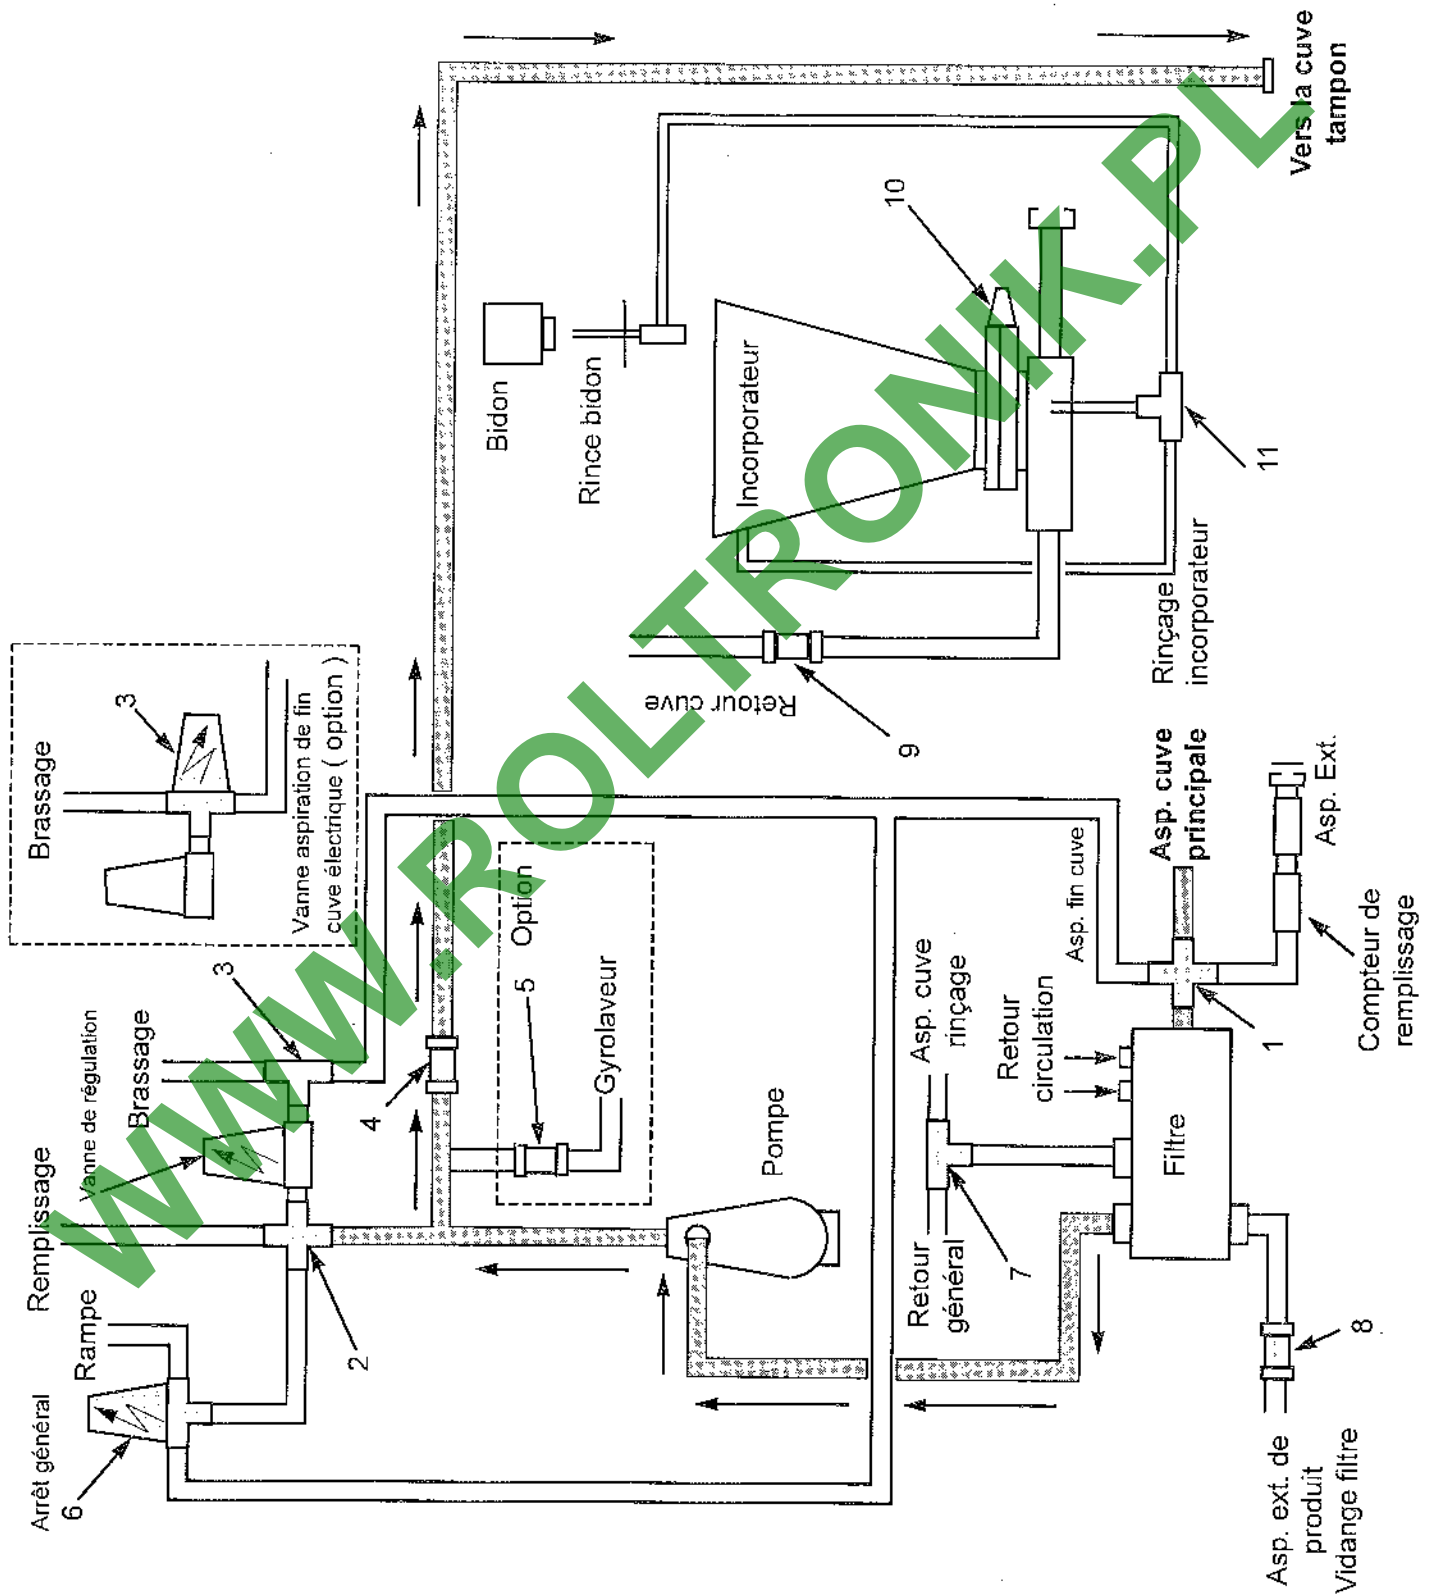 Arrêt général
6
Rampe
Remplissage
Vanne de régulation
Brassage
3
2
Brassage
3
Vanne aspiration de fin
cuve électrique ( option )
4
5
Option
Gyrolaveur
Pompe
Bidon
Rince bidon
Incorporateur
10
11
Rinçage
incorporateur
Retour cuve
9
Vers la cuve
tampon
Retour
général
7
Asp. cuve
rinçage
Retour
circulation
Filtre
Asp. fin cuve
Asp. cuve
principale
1
Asp. Ext.
Compteur de
remplissage
8
Asp. ext. de
produit
Vidange filtre
WWW.ROLTRONIK.PL